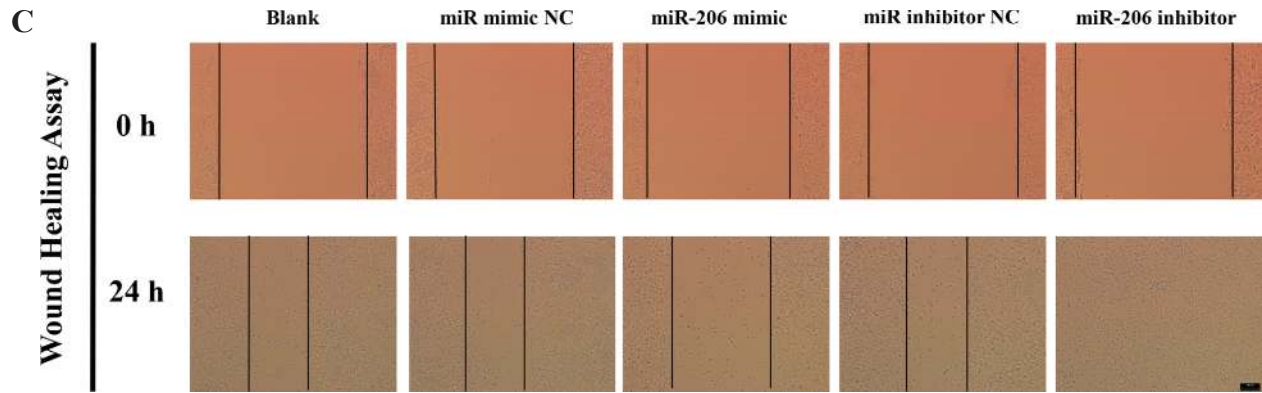 C
Blank
miR mimic NC
miR-206 mimic
miR inhibitor NC
miR-206 inhibitor
Wound Healing Assay
0 h
24 h